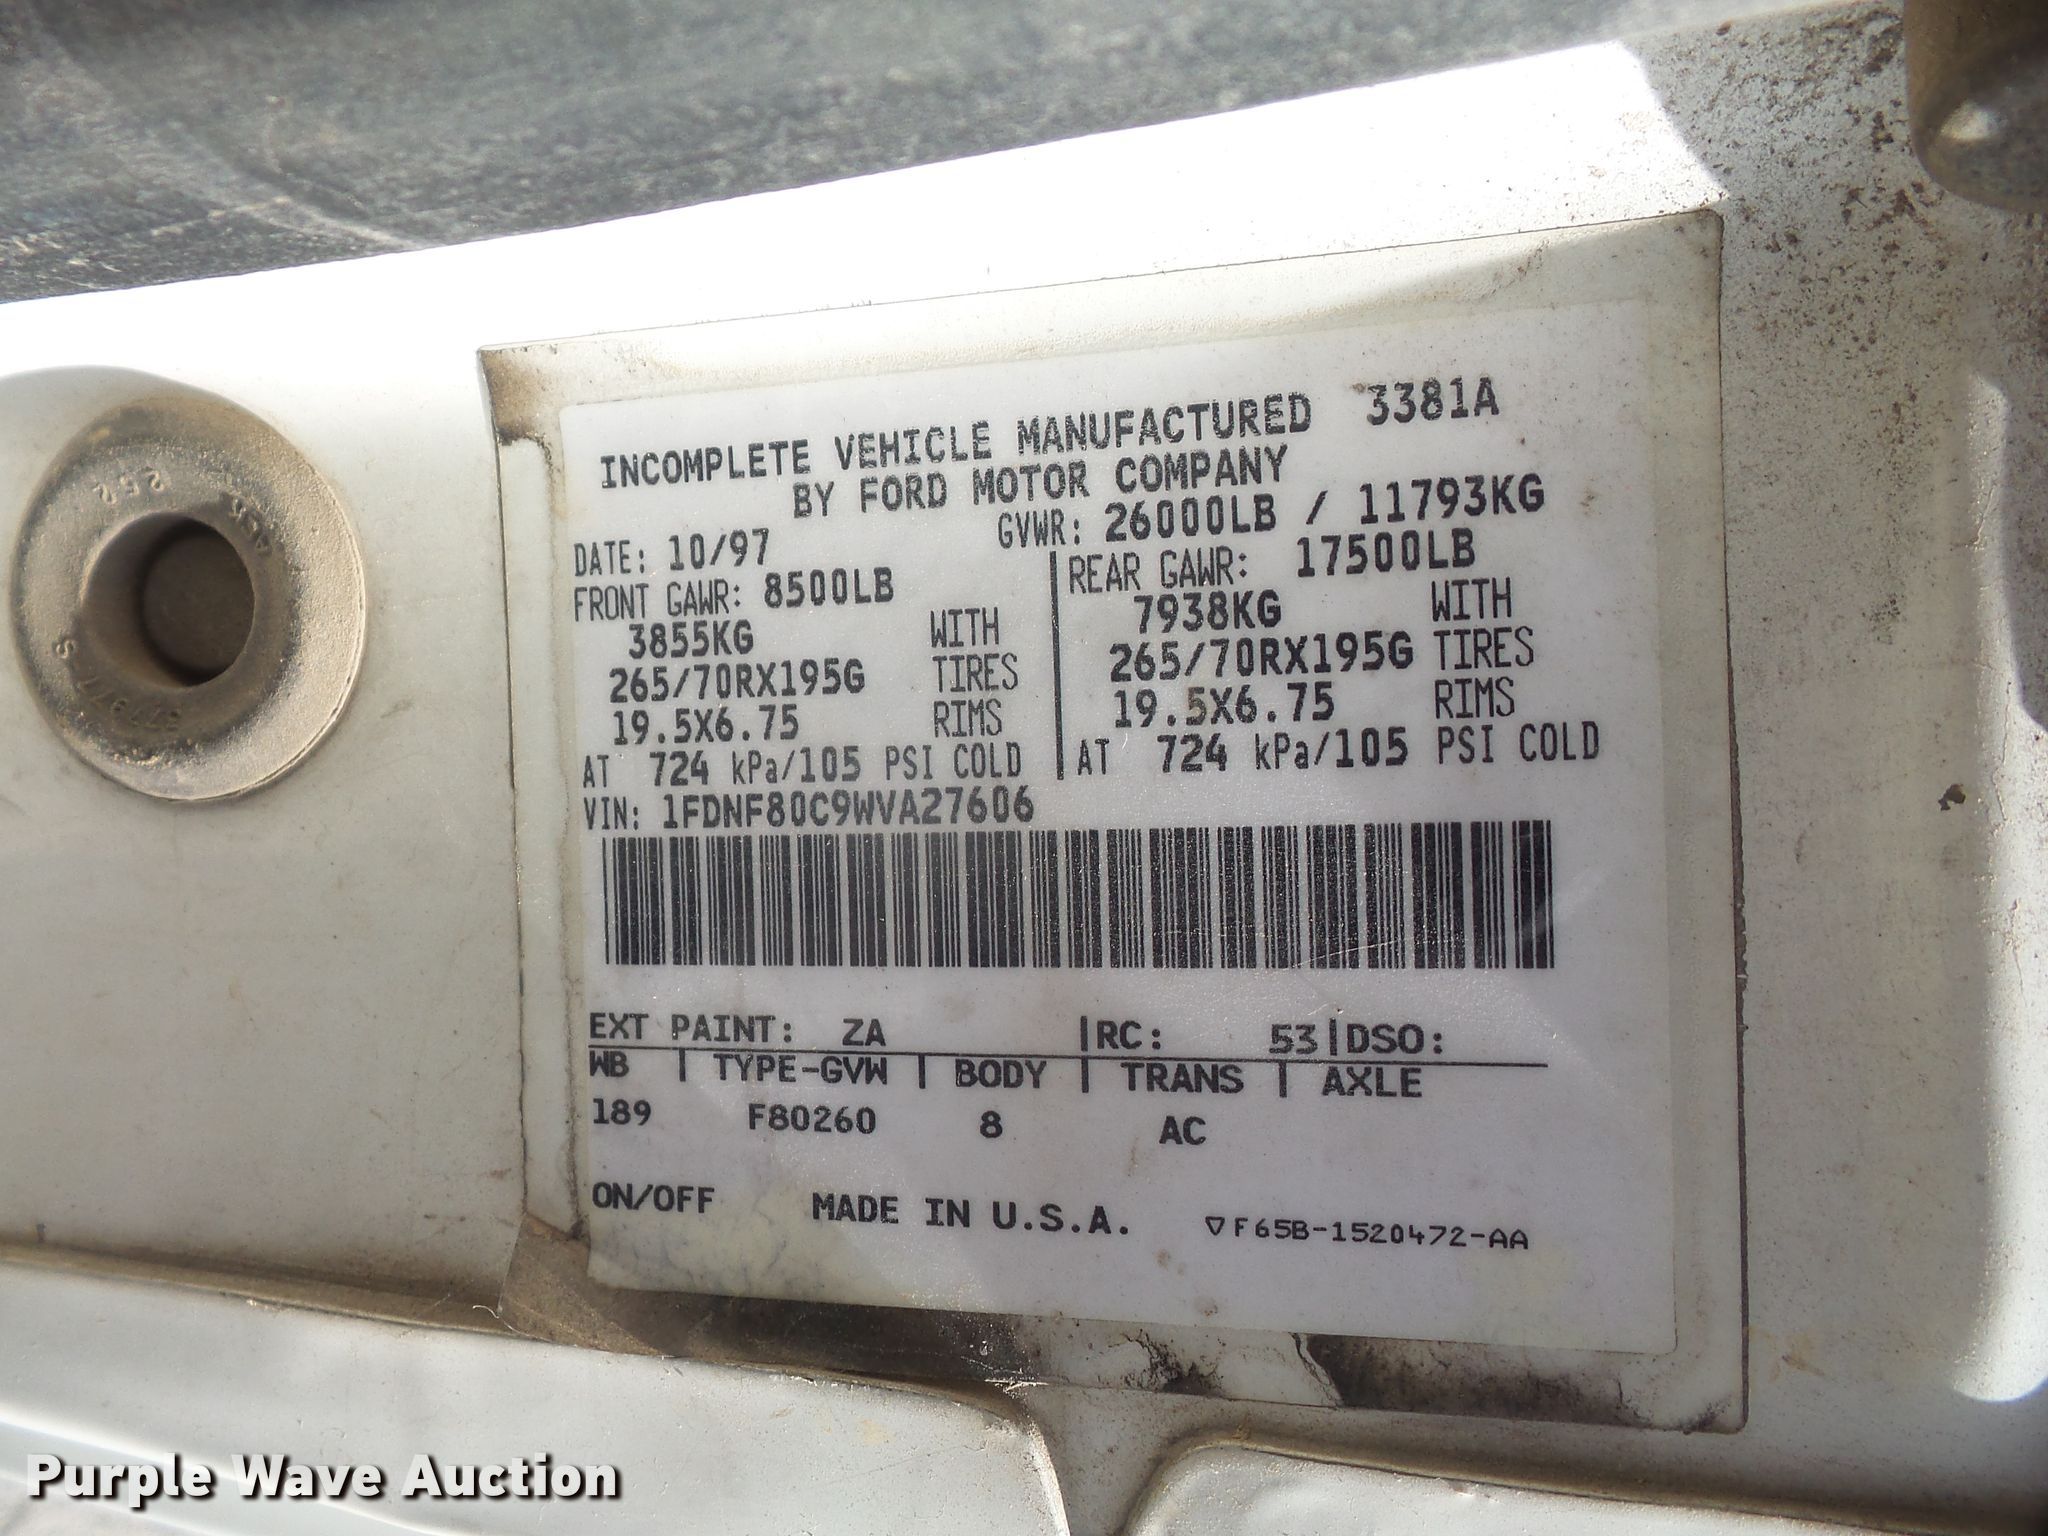 INCOMPLETE VEHICLE MANUFACTURED 3381A
BY FORD MOTOR COMPANY
DATE: 10/97 GVWR: 26000LB / 11793KG
FRONT GAWR: 8500LB
3855KG WITH
265/70RX195G TIRES
19.5X6.75 RIMS
AT 724 kPa/105 PSI COLD
REAR GAWR: 17500LB
7938KG WITH
265/70RX195G TIRES
19.5X6.75 RIMS
AT 724 kPa/105 PSI COLD
VIN: 1FDNF80C9WVA27606
EXT PAINT: ZA |RC: 53|DSO:
WB | TYPE-GVW | BODY | TRANS | AXLE
189 F80260 8 AC
ON/OFF MADE IN U.S.A. ▽F65B-1520472-AA
Purple Wave Auction